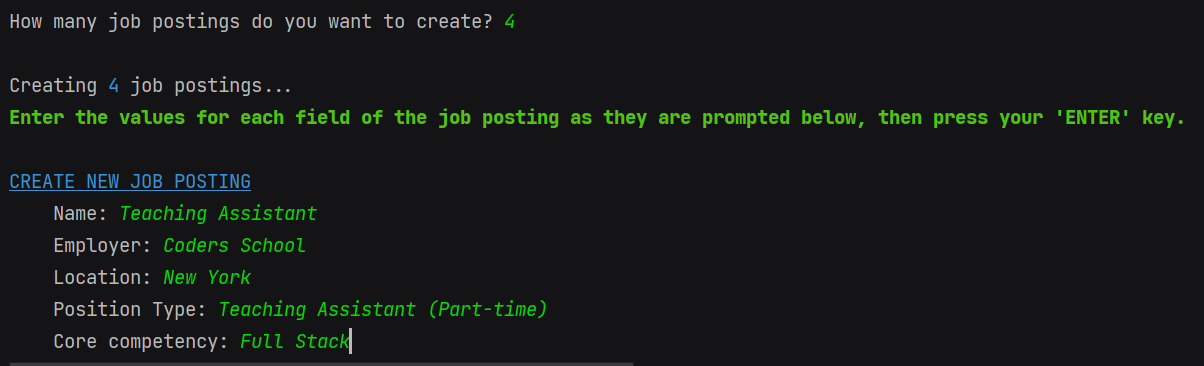 How many job postings do you want to create? 4
Creating 4 job postings...
Enter the values for each field of the job posting as they are prompted below, then press your 'ENTER' key.
CREATE NEW JOB POSTING
Name: Teaching Assistant
Employer: Coders School
Location: New York
Position Type: Teaching Assistant (Part-time)
Core competency: Full Stack